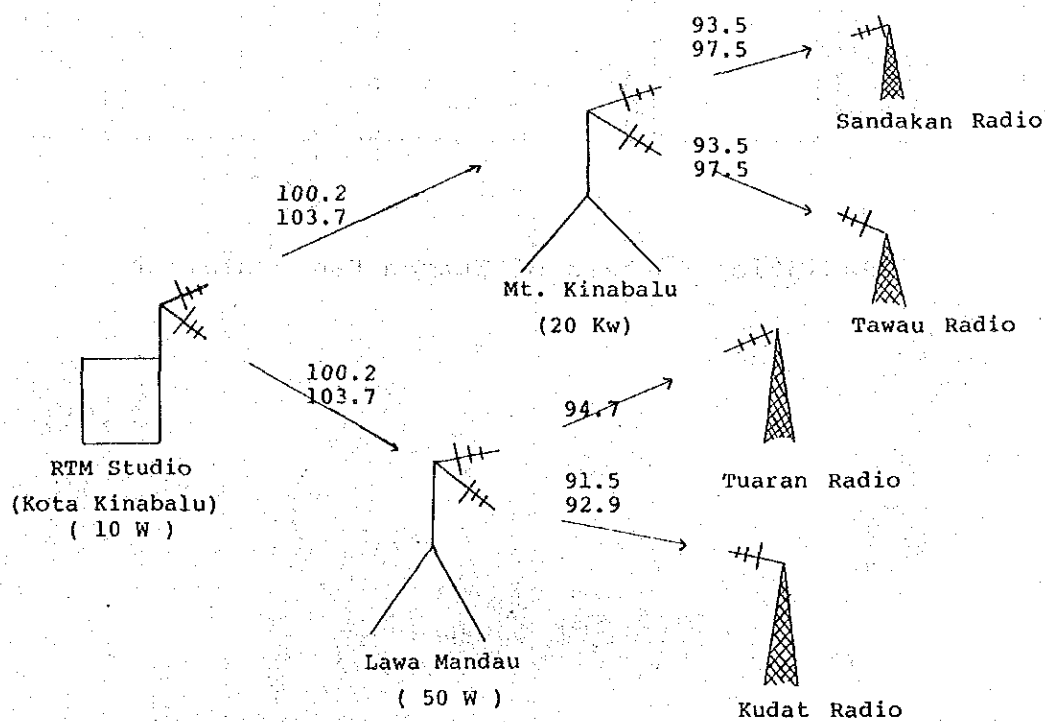 93.5
97.5
Sandakan Radio
93.5
97.5
100.2
103.7
Mt. Kinabalu
(20 Kw)
Tawau Radio
100.2
103.7
94.7
RTM Studio
(Kota Kinabalu)
( 10 W )
91.5
92.9
Tuaran Radio
Lawa Mandau
( 50 W )
Kudat Radio